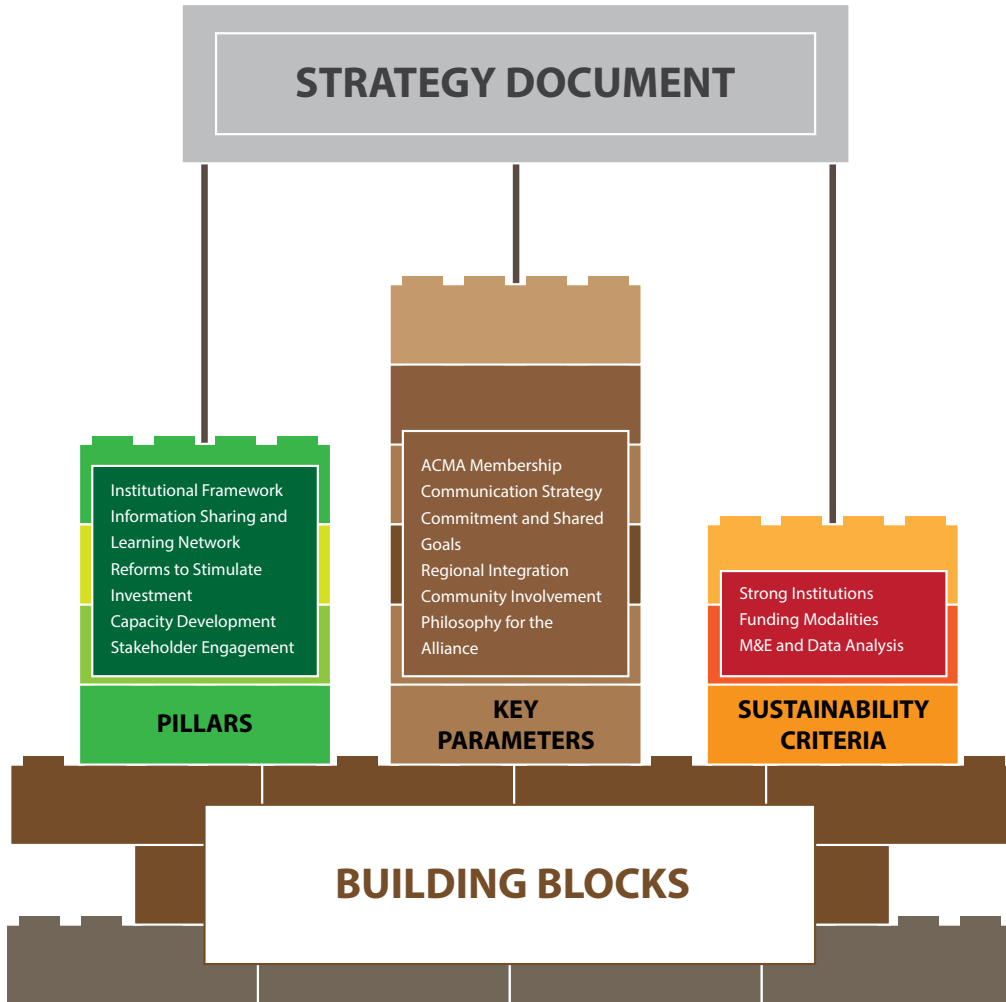 STRATEGY DOCUMENT
Institutional Framework
Information Sharing and
Learning Network
Reforms to Stimulate
Investment
Capacity Development
Stakeholder Engagement
PILLARS
ACMA Membership
Communication Strategy
Commitment and Shared
Goals
Regional Integration
Community Involvement
Philosophy for the
Alliance
KEY
PARAMETERS
Strong Institutions
Funding Modalities
M&E and Data Analysis
SUSTAINABILITY
CRITERIA
BUILDING BLOCKS